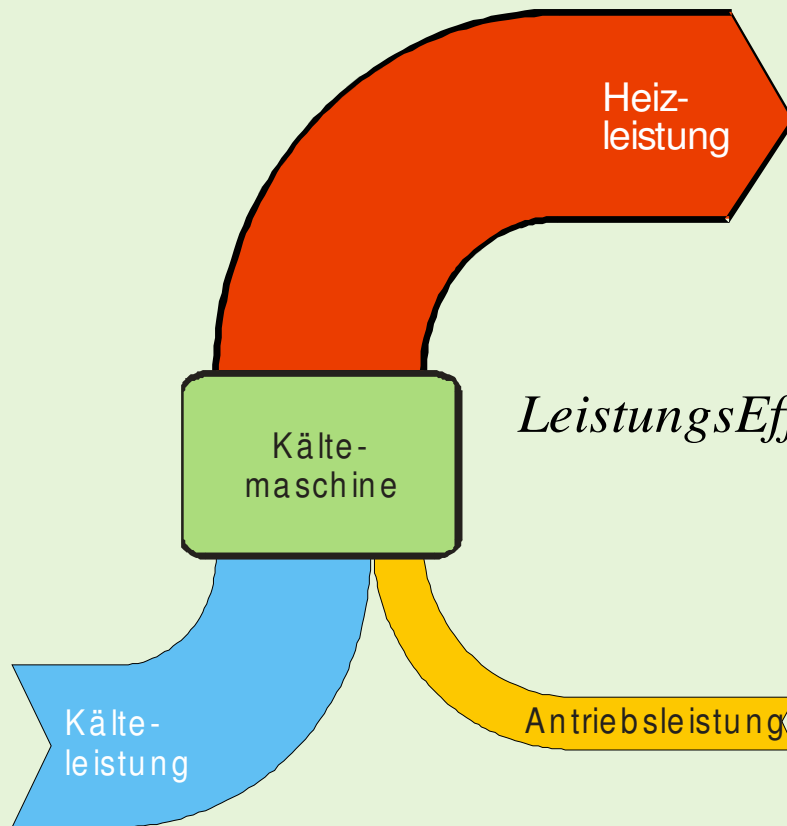 Heiz-
leistung
LeistungsEff
Kälte-
maschine
Kälte-
leistung
Antriebsleistung